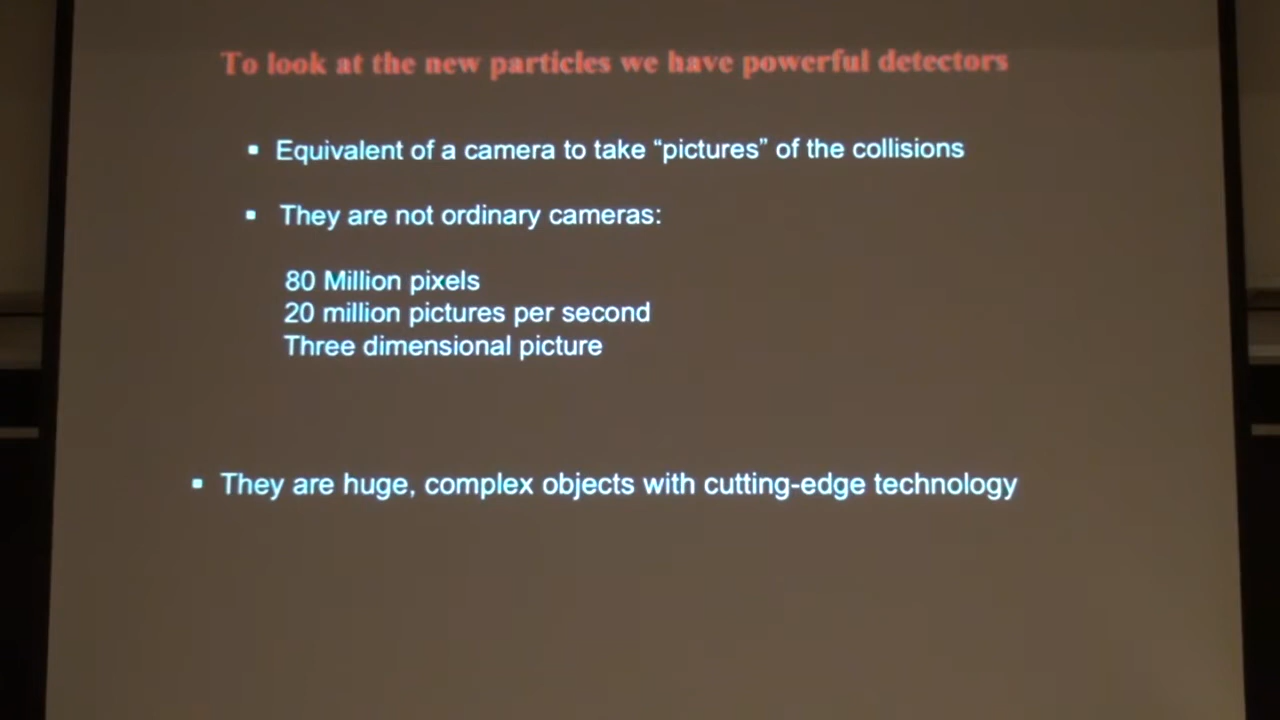 To look at the new particles we have powerful detectors
▪ Equivalent of a camera to take “pictures” of the collisions
▪ They are not ordinary cameras:
80 Million pixels
20 million pictures per second
Three dimensional picture
▪ They are huge, complex objects with cutting-edge technology